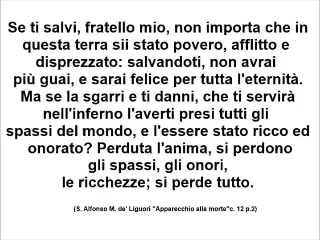 Se ti salvi, fratello mio, non importa che in
questa terra sii stato povero, afflitto e
disprezzato: salvandoti, non avrai
più guai, e sarai felice per tutta l'eternità.
Ma se la sgarri e ti danni, che ti servirà
nell'inferno l'averti presi tutti gli
spassi del mondo, e l'essere stato ricco ed
onorato? Perduta l'anima, si perdono
gli spassi, gli onori,
le ricchezze; si perde tutto.
(S. Alfonso M. de' Liguori "Apparecchio alla morte"c. 12 p.2)